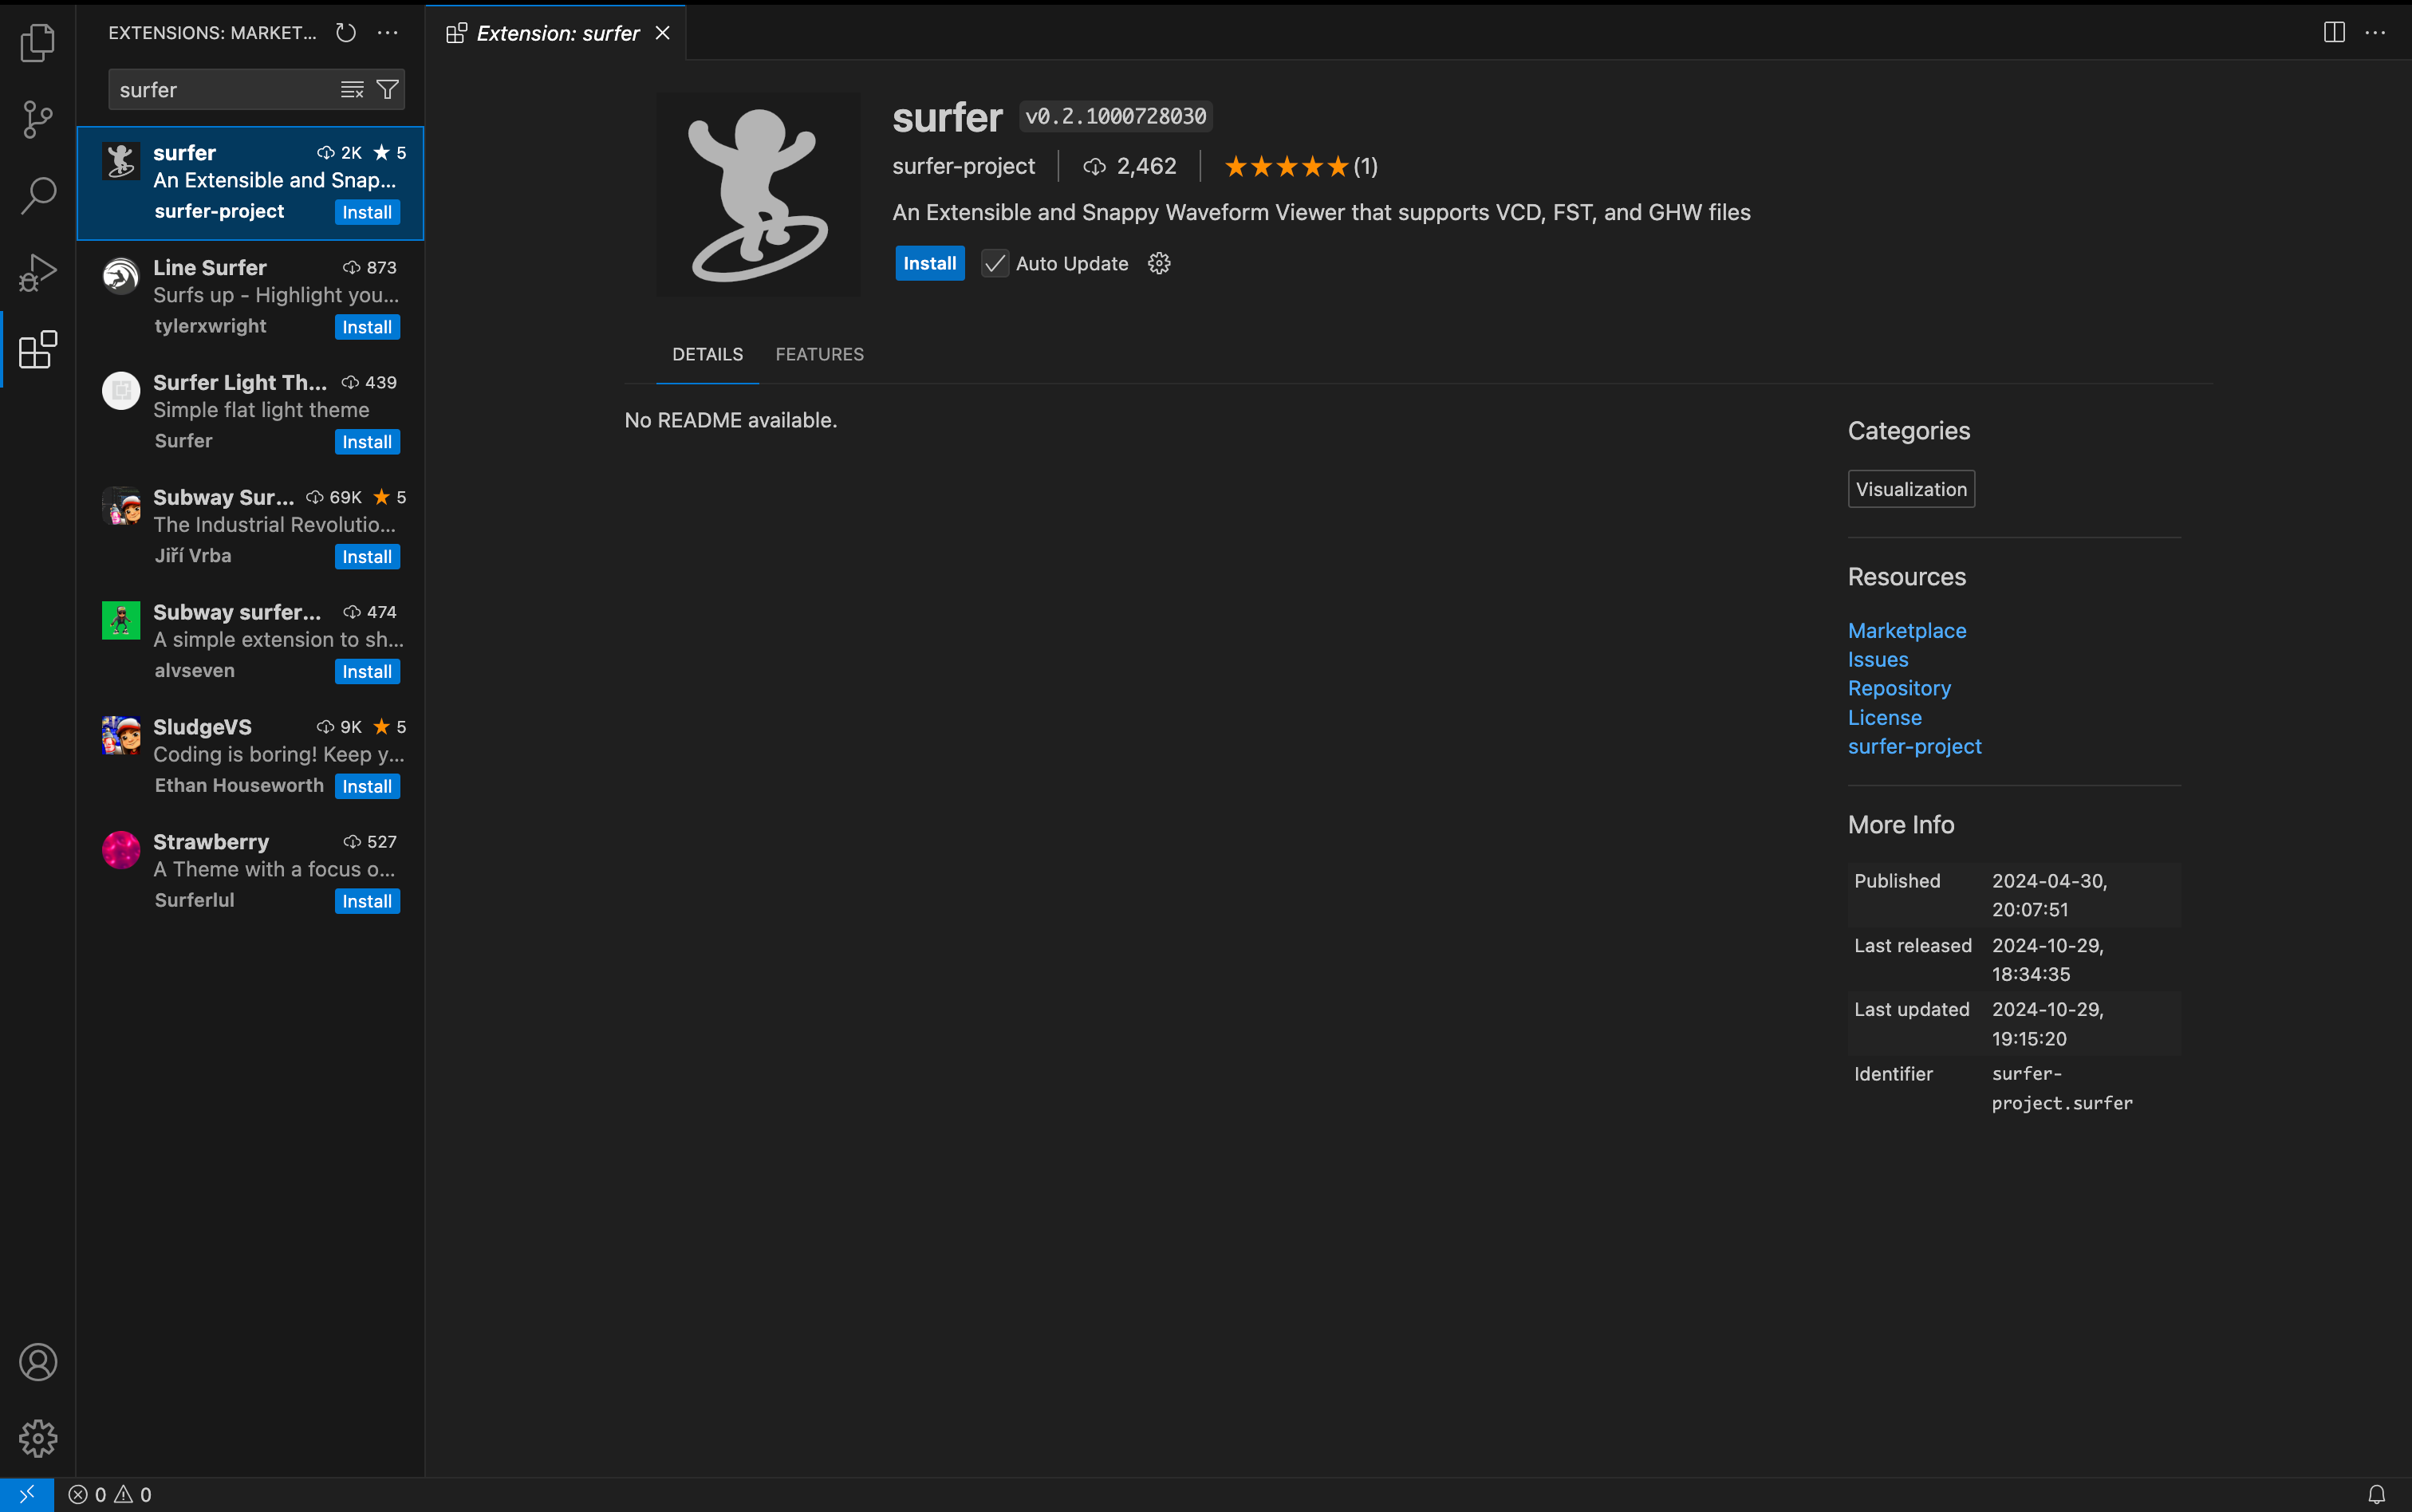 EXTENSIONS: MARKET...
surfer
surfer 2K ★ 5
An Extensible and Snap...
surfer-project Install
Line Surfer 873
Surfs up - Highlight you...
tylerxwright Install
Surfer Light Th... 439
Simple flat light theme
Surfer Install
Subway Sur... 69K ★ 5
The Industrial Revolutio...
Jiří Vrba Install
Subway surfer... 474
A simple extension to sh...
alvseven Install
SludgeVS 9K ★ 5
Coding is boring! Keep y...
Ethan Houseworth Install
Strawberry 527
A Theme with a focus o...
Surferlul Install
Extension: surfer
surfer v0.2.1000728030
surfer-project 2,462 ★★★★★ (1)
An Extensible and Snappy Waveform Viewer that supports VCD, FST, and GHW files
Install Auto Update
DETAILS FEATURES
No README available.
Categories
Visualization
Resources
Marketplace
Issues
Repository
License
surfer-project
More Info
Published 2024-04-30,
20:07:51
Last released 2024-10-29,
18:34:35
Last updated 2024-10-29,
19:15:20
Identifier surfer-
project.surfer
0 0